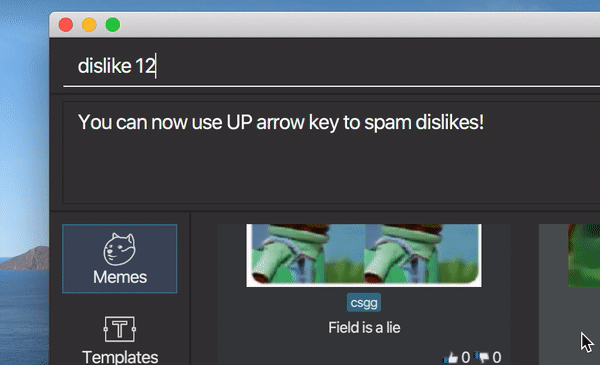 dislike 12
You can now use UP arrow key to spam dislikes!
Memes
T
Templates
csgg
Field is a lie
0 0